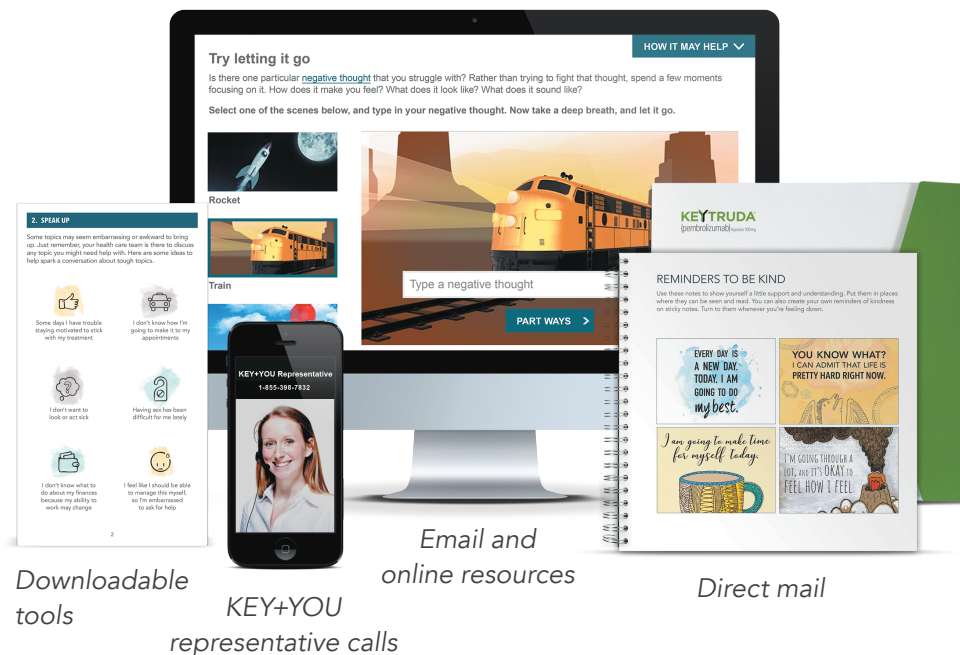 HOW IT MAY HELP
Try letting it go
Is there one particular negative thought that you struggle with? Rather than trying to fight that thought, spend a few moments
focusing on it. How does it make you feel? What does it look like? What does it sound like?
Select one of the scenes below, and type in your negative thought. Now take a deep breath, and let it go.
Rocket
Train
Type a negative thought
PART WAYS
2. SPEAK UP
Some topics may seem embarrassing or awkward to bring
up. Just remember, your health care team is there to discuss
any topic you might need help with. Here are some ideas to
help spark a conversation about tough topics.
Some days I have trouble
staying motivated to stick
with my treatment
I don't know how I'm
going to make it to my
appointments
I don't want to
look or act sick
Having sex has been
difficult for me lately
I don't know what to
do about my finances
because my ability to
work may change
I feel like I should be able
to manage this myself,
so I'm embarrassed
to ask for help
2
KEY+YOU Representative
1-855-398-7832
KEYTRUDA
(pembrolizumab) Injection 100 mg
REMINDERS TO BE KIND
Use these notes to show yourself a little support and understanding. Put them in places
where they can be seen and read. You can also create your own reminders of kindness
on sticky notes. Turn to them whenever you're feeling down.
EVERY DAY IS
A NEW DAY.
TODAY, I AM
GOING TO DO
my best.
YOU KNOW WHAT?
I CAN ADMIT THAT LIFE IS
PRETTY HARD RIGHT NOW.
I am going to make time
for myself today.
I'M GOING THROUGH A
LOT, AND IT'S OKAY TO
FEEL HOW I FEEL.
Downloadable
tools
KEY+YOU
representative calls
Email and
online resources
Direct mail